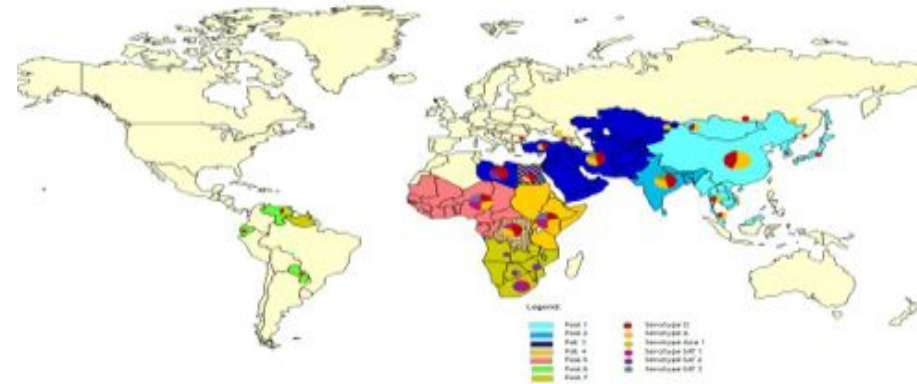 Legend:
Pool 1
Pool 2
Pool 3
Pool 4
Pool 5
Pool 6
Pool 7
Serotype O
Serotype A
Serotype Asia 1
Serotype SAT 1
Serotype SAT 2
Serotype SAT 3